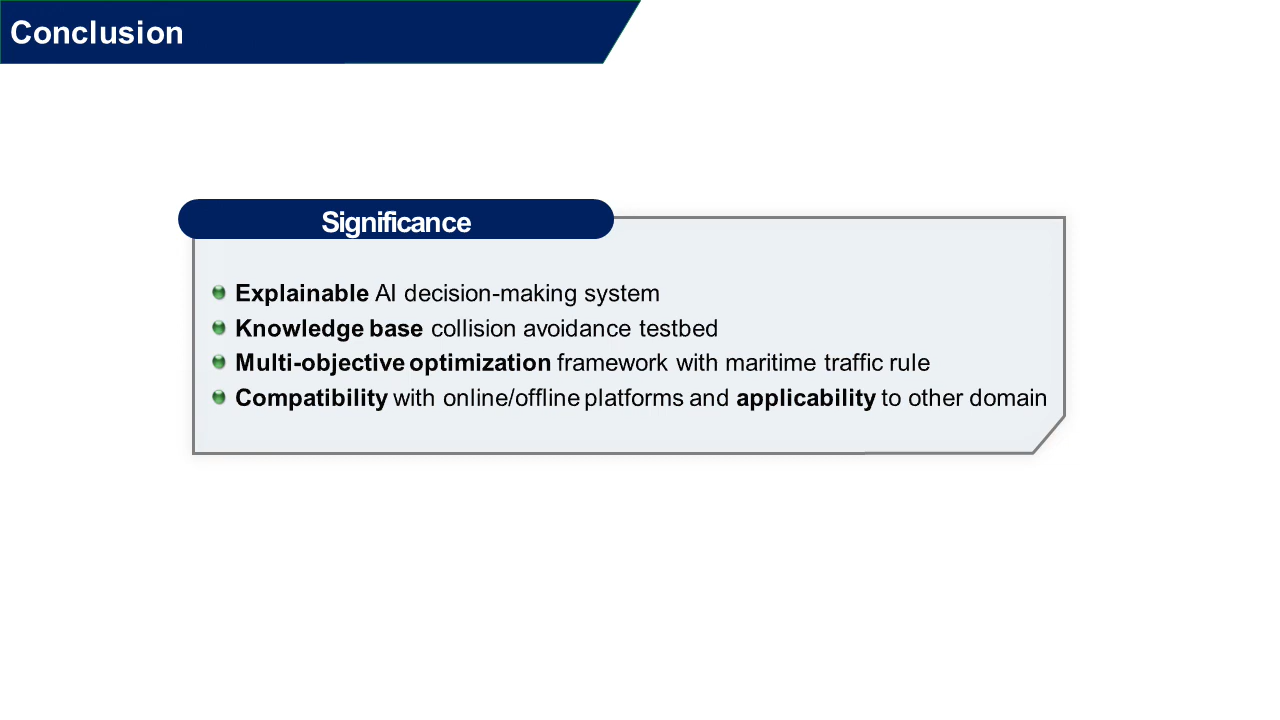 Conclusion
Significance
Explainable AI decision-making system
Knowledge base collision avoidance testbed
Multi-objective optimization framework with maritime traffic rule
Compatibility with online/offline platforms and applicability to other domain